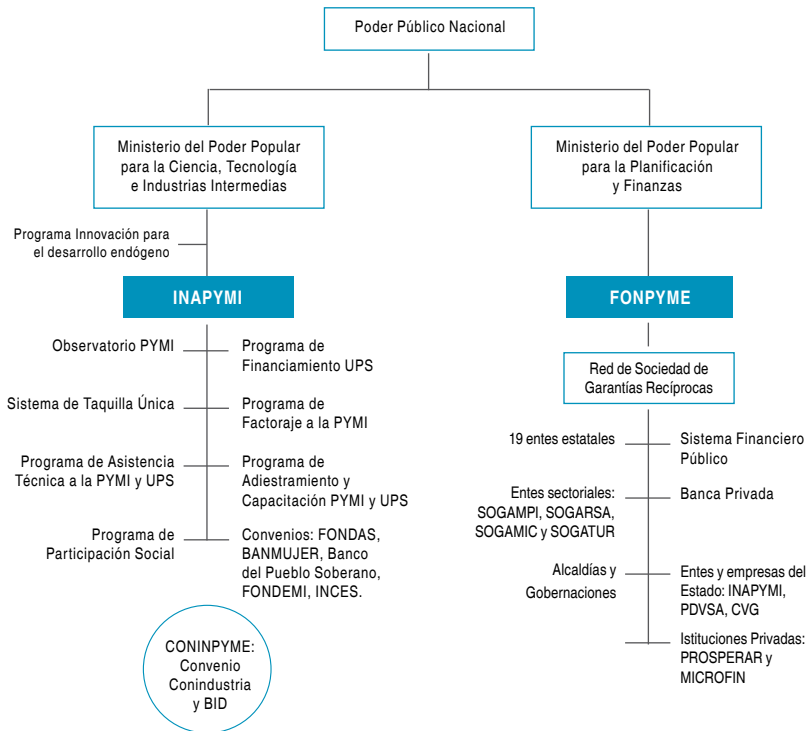 Poder Público Nacional
Ministerio del Poder Popular
para la Ciencia, Tecnología
e Industrias Intermedias
Ministerio del Poder Popular
para la Planificación
y Finanzas
Programa Innovación para
el desarrollo endógeno
INAPYMI
FONPYME
Observatorio PYMI
Programa de
Financiamiento UPS
Sistema de Taquilla Única
Programa de
Factoraje a la PYMI
Programa de Asistencia
Técnica a la PYMI y UPS
Programa de
Adiestramiento y
Capacitación PYMI y UPS
Programa de
Participación Social
Convenios: FONDAS,
BANMUJER, Banco
del Pueblo Soberano,
FONDEMI, INCES.
CONINPYME:
Convenio
Conindustria
y BID
Red de Sociedad de
Garantías Recíprocas
19 entes estatales
Sistema Financiero
Público
Entes sectoriales:
SOGAMPI, SOGARSA,
SOGAMIC y SOGATUR
Banca Privada
Alcaldías y
Gobernaciones
Entes y empresas del
Estado: INAPYMI,
PDVSA, CVG
Istituciones Privadas:
PROSPERAR y
MICROFIN